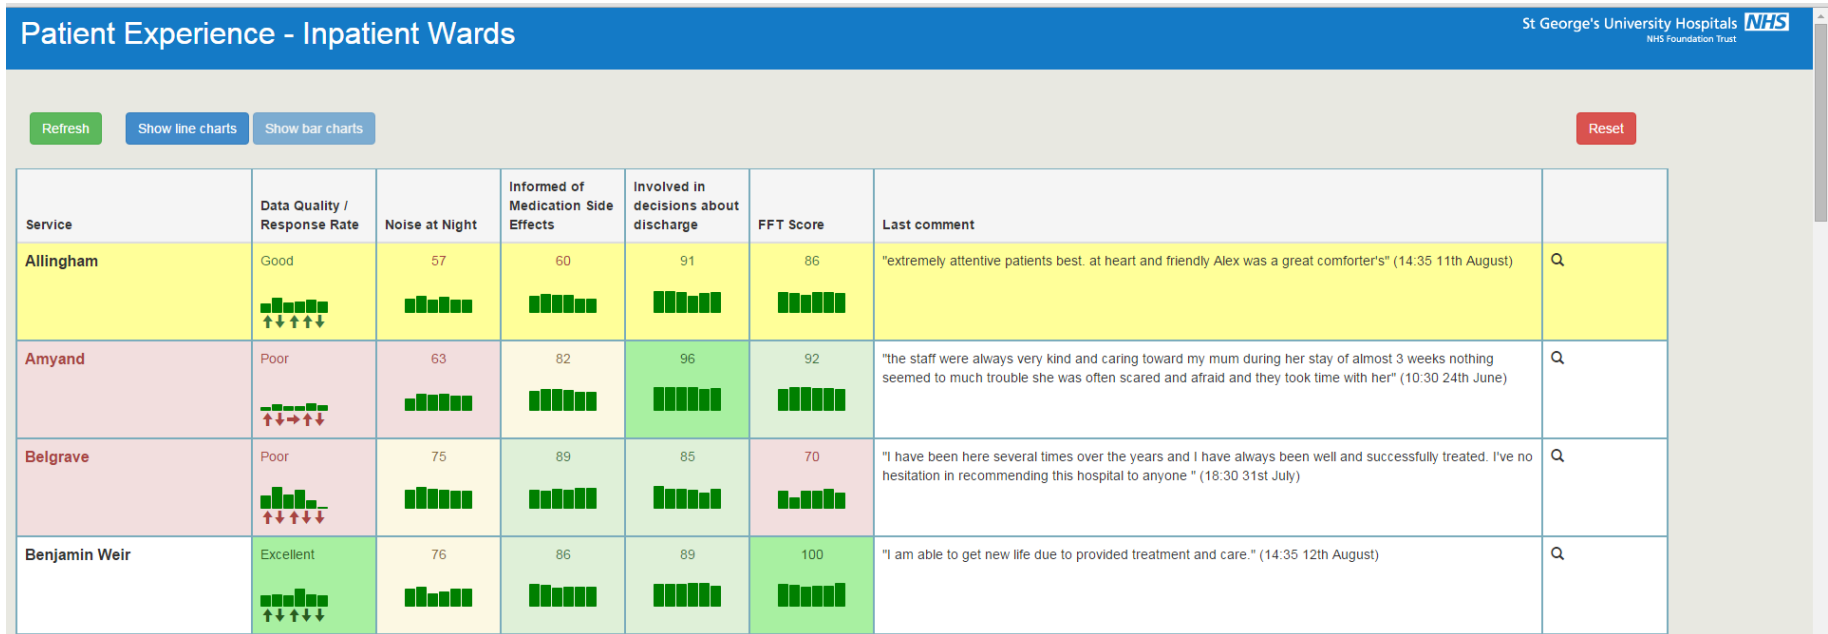 Patient Experience - Inpatient Wards
St George's University Hospitals NHS
NHS Foundation Trust
Refresh Show line charts Show bar charts Reset
Service
Data Quality /
Response Rate
Noise at Night
Informed of
Medication Side
Effects
Involved in
decisions about
discharge
FFT Score
Last comment
Allingham Good 57 60 91 86 "extremely attentive patients best. at heart and friendly Alex was a great comforter's" (14:35 11th August)
Amyand Poor 63 82 96 92 "the staff were always very kind and caring toward my mum during her stay of almost 3 weeks nothing
seemed to much trouble she was often scared and afraid and they took time with her" (10:30 24th June)
Belgrave Poor 75 89 85 70 "I have been here several times over the years and I have always been well and successfully treated. I've no
hesitation in recommending this hospital to anyone " (18:30 31st July)
Benjamin Weir Excellent 76 86 89 100 "I am able to get new life due to provided treatment and care." (14:35 12th August)